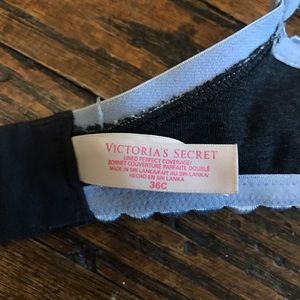 VICTORIA'S SECRET
LINED PERFECT COVERAGE/
BONNET COUVERTURE PARFAITE DOUBLÉ
MADE IN SRI LANKA/FAIT AU SRI LANKA/
HECHO EN SRI LANKA
36C